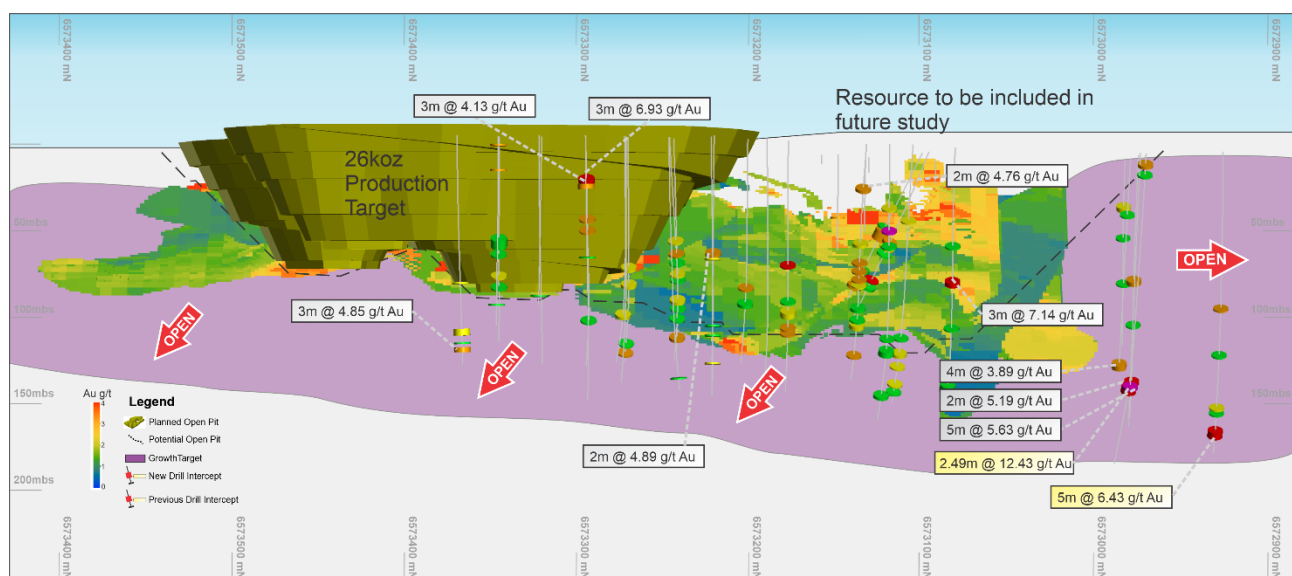 6573400 mN
6573500 mN
6573400 mN
6573300 mN
6573200 mN
6573100 mN
6573000 mN
6572900 mN
3m @ 4.13 g/t Au
3m @ 6.93 g/t Au
Resource to be included in
future study
26koz
Production
Target
2m @ 4.76 g/t Au
50mbs
50mbs
OPEN
100mbs
100mbs
3m @ 4.85 g/t Au
3m @ 7.14 g/t Au
OPEN
OPEN
OPEN
4m @ 3.89 g/t Au
2m @ 5.19 g/t Au
5m @ 5.63 g/t Au
150mbs
150mbs
2m @ 4.89 g/t Au
2.49m @ 12.43 g/t Au
5m @ 6.43 g/t Au
Au g/t
4
3
2
1
0
Legend
Planned Open Pit
Potential Open Pit
GrowthTarget
New Drill Intercept
Previous Drill Intercept
200mbs
6573400 mN
6573500 mN
6573400 mN
6573300 mN
6573200 mN
6573100 mN
6573000 mN
6572900 mN